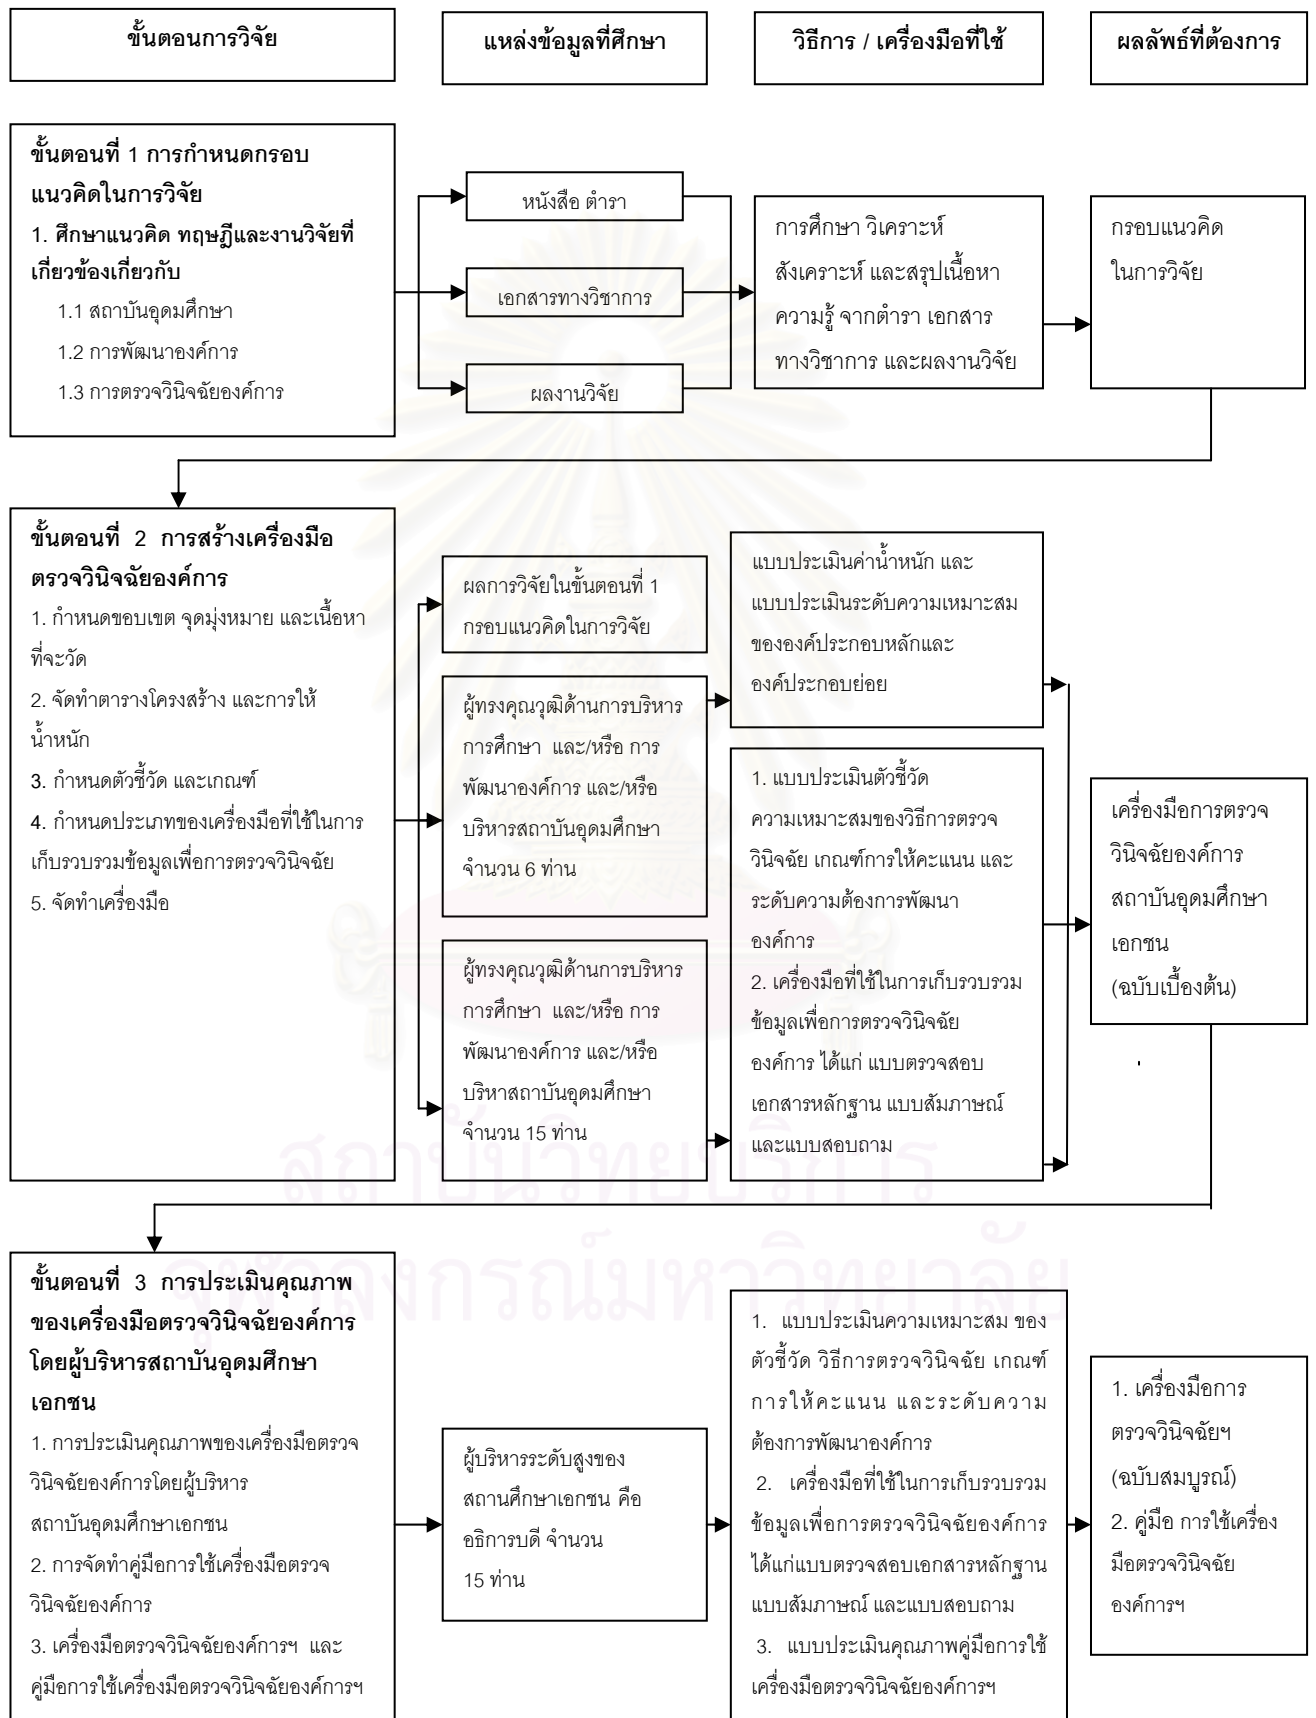 ขั้นตอนการวิจัย
แหล่งข้อมูลที่ศึกษา
วิธีการ / เครื่องมือที่ใช้
ผลลัพธ์ที่ต้องการ
ขั้นตอนที่ 1 การกำหนดกรอบ
แนวคิดในการวิจัย
1. ศึกษาแนวคิด ทฤษฎีและงานวิจัยที่
เกี่ยวข้องเกี่ยวกับ
1.1 สถาบันอุดมศึกษา
1.2 การพัฒนาองค์การ
1.3 การตรวจวินิจฉัยองค์การ
หนังสือ ตำรา
เอกสารทางวิชาการ
ผลงานวิจัย
การศึกษา วิเคราะห์
สังเคราะห์ และสรุปเนื้อหา
ความรู้ จากตำรา เอกสาร
ทางวิชาการ และผลงานวิจัย
กรอบแนวคิด
ในการวิจัย
ขั้นตอนที่ 2 การสร้างเครื่องมือ
ตรวจวินิจฉัยองค์การ
1. กำหนดขอบเขต จุดมุ่งหมาย และเนื้อหา
ที่จะวัด
2. จัดทำตารางโครงสร้าง และการให้
น้ำหนัก
3. กำหนดตัวชี้วัด และเกณฑ์
4. กำหนดประเภทของเครื่องมือที่ใช้ในการ
เก็บรวบรวมข้อมูลเพื่อการตรวจวินิจฉัย
5. จัดทำเครื่องมือ
ผลการวิจัยในขั้นตอนที่ 1
กรอบแนวคิดในการวิจัย
ผู้ทรงคุณวุฒิด้านการบริหาร
การศึกษา และ/หรือ การ
พัฒนาองค์การ และ/หรือ
บริหารสถาบันอุดมศึกษา
จำนวน 6 ท่าน
ผู้ทรงคุณวุฒิด้านการบริหาร
การศึกษา และ/หรือ การ
พัฒนาองค์การ และ/หรือ
บริหาสถาบันอุดมศึกษา
จำนวน 15 ท่าน
แบบประเมินค่าน้ำหนัก และ
แบบประเมินระดับความเหมาะสม
ขององค์ประกอบหลักและ
องค์ประกอบย่อย
1. แบบประเมินตัวชี้วัด
ความเหมาะสมของวิธีการตรวจ
วินิจฉัย เกณฑ์การให้คะแนน และ
ระดับความต้องการพัฒนา
องค์การ
2. เครื่องมือที่ใช้ในการเก็บรวบรวม
ข้อมูลเพื่อการตรวจวินิจฉัย
องค์การ ได้แก่ แบบตรวจสอบ
เอกสารหลักฐาน แบบสัมภาษณ์
และแบบสอบถาม
เครื่องมือการตรวจ
วินิจฉัยองค์การ
สถาบันอุดมศึกษา
เอกชน
(ฉบับเบื้องต้น)
สถาบันวิทยบริการ
จุฬาลงกรณ์มหาวิทยาลัย
ขั้นตอนที่ 3 การประเมินคุณภาพ
ของเครื่องมือตรวจวินิจฉัยองค์การ
โดยผู้บริหารสถาบันอุดมศึกษา
เอกชน
1. การประเมินคุณภาพของเครื่องมือตรวจ
วินิจฉัยองค์การโดยผู้บริหาร
สถาบันอุดมศึกษาเอกชน
2. การจัดทำคู่มือการใช้เครื่องมือตรวจ
วินิจฉัยองค์การ
3. เครื่องมือตรวจวินิจฉัยองค์การฯ และ
คู่มือการใช้เครื่องมือตรวจวินิจฉัยองค์การฯ
ผู้บริหารระดับสูงของ
สถานศึกษาเอกชน คือ
อธิการบดี จำนวน
15 ท่าน
1. แบบประเมินความเหมาะสม ของ
ตัวชี้วัด วิธีการตรวจวินิจฉัย เกณฑ์
การให้คะแนน และระดับความ
ต้องการพัฒนาองค์การ
2. เครื่องมือที่ใช้ในการเก็บรวบรวม
ข้อมูลเพื่อการตรวจวินิจฉัยองค์การ
ได้แก่แบบตรวจสอบเอกสารหลักฐาน
แบบสัมภาษณ์ และแบบสอบถาม
3. แบบประเมินคุณภาพคู่มือการใช้
เครื่องมือตรวจวินิจฉัยองค์การฯ
1. เครื่องมือการ
ตรวจวินิจฉัยฯ
(ฉบับสมบูรณ์)
2. คู่มือ การใช้เครื่อง
มือตรวจวินิจฉัย
องค์การฯ